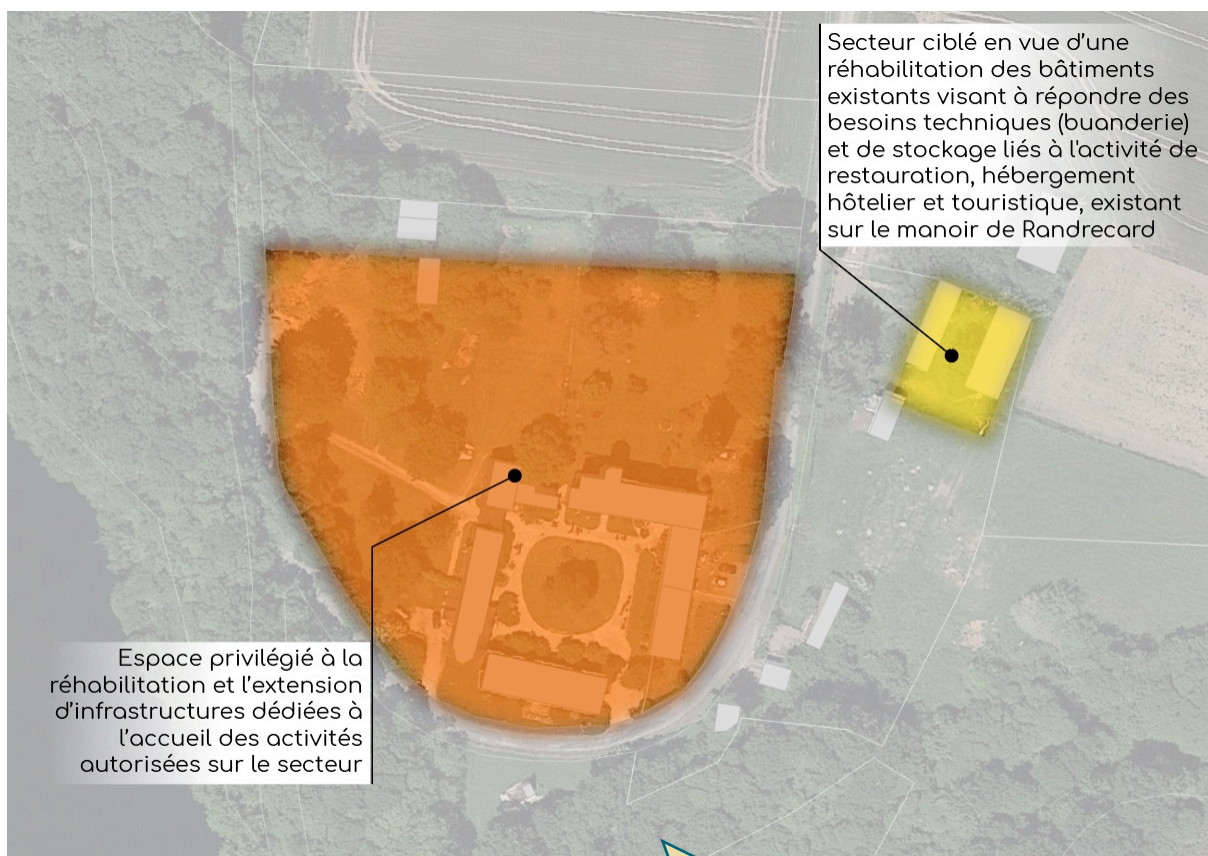 Secteur ciblé en vue d’une
réhabilitation des bâtiments
existants visant à répondre des
besoins techniques (buanderie)
et de stockage liés à l'activité de
restauration, hébergement
hôtelier et touristique, existant
sur le manoir de Randrecard
Espace privilégié à la
réhabilitation et l’extension
d’infrastructures dédiées à
l’accueil des activités
autorisées sur le secteur